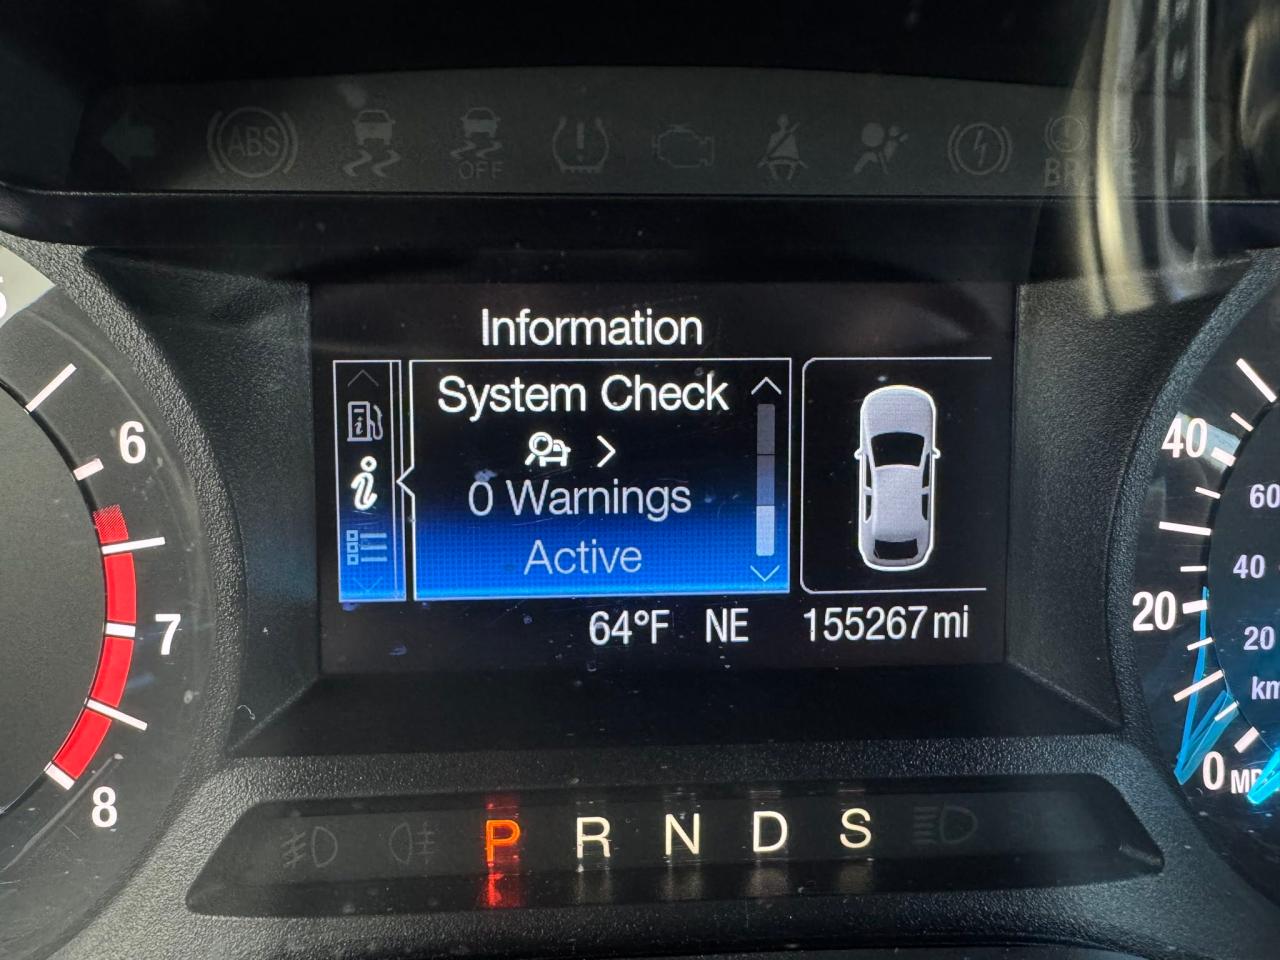 ABS
OFF
BRAKE
Information
System Check
0 Warnings
Active
64°F NE 155267 mi
6
7
8
40
20
0
60
40
20
P R N D S